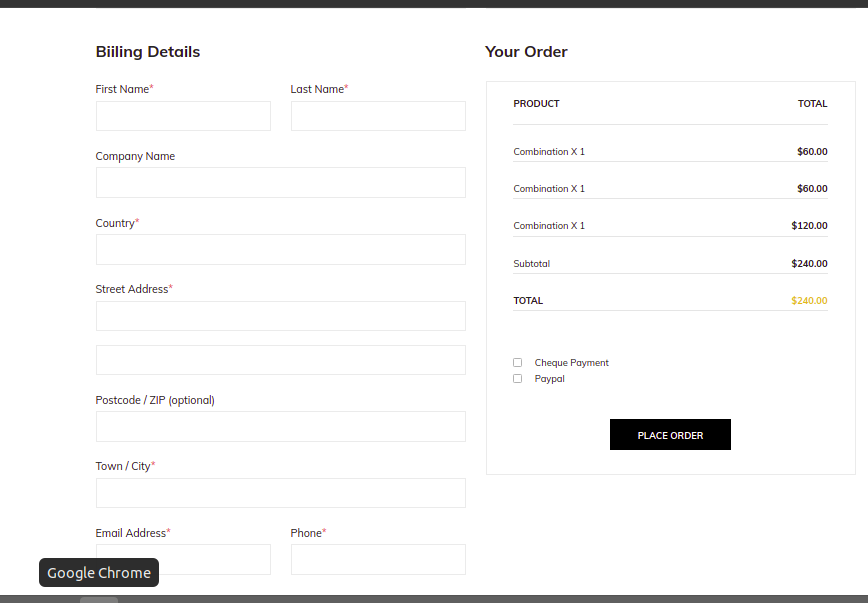 Biiling Details
First Name*
Last Name*
Company Name
Country*
Street Address*
Postcode / ZIP (optional)
Town / City*
Email Address*
Phone*
Google Chrome
Your Order
PRODUCT TOTAL
Combination X 1 $60.00
Combination X 1 $60.00
Combination X 1 $120.00
Subtotal $240.00
TOTAL $240.00
Cheque Payment
Paypal
PLACE ORDER